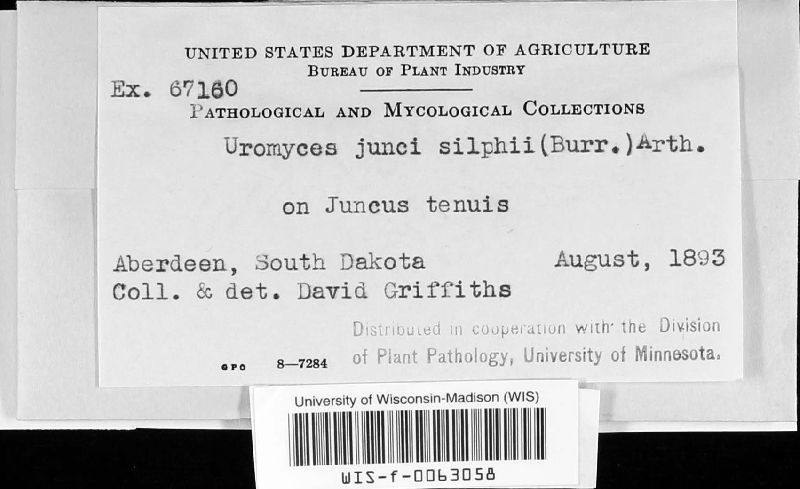 UNITED STATES DEPARTMENT OF AGRICULTURE
BUREAU OF PLANT INDUSTRY
Ex. 67160
PATHOLOGICAL AND MYCOLOGICAL COLLECTIONS
Uromyces junci silphii(Burr.)Arth.
on Juncus tenuis
Aberdeen, South Dakota August, 1893
Coll. & det. David Griffiths
Distributed in cooperation with the Division
of Plant Pathology, University of Minnesota.
GPO 8—7284
University of Wisconsin-Madison (WIS)
WIS-f-0063058